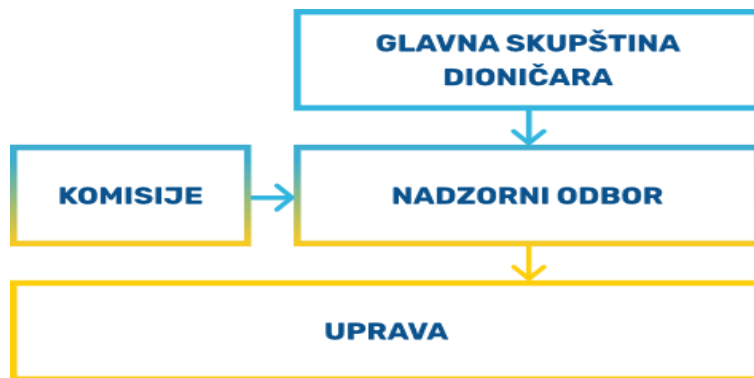 GLAVNA SKUPŠTINA
DIONIČARA
KOMISIJE
NADZORNI ODBOR
UPRAVA